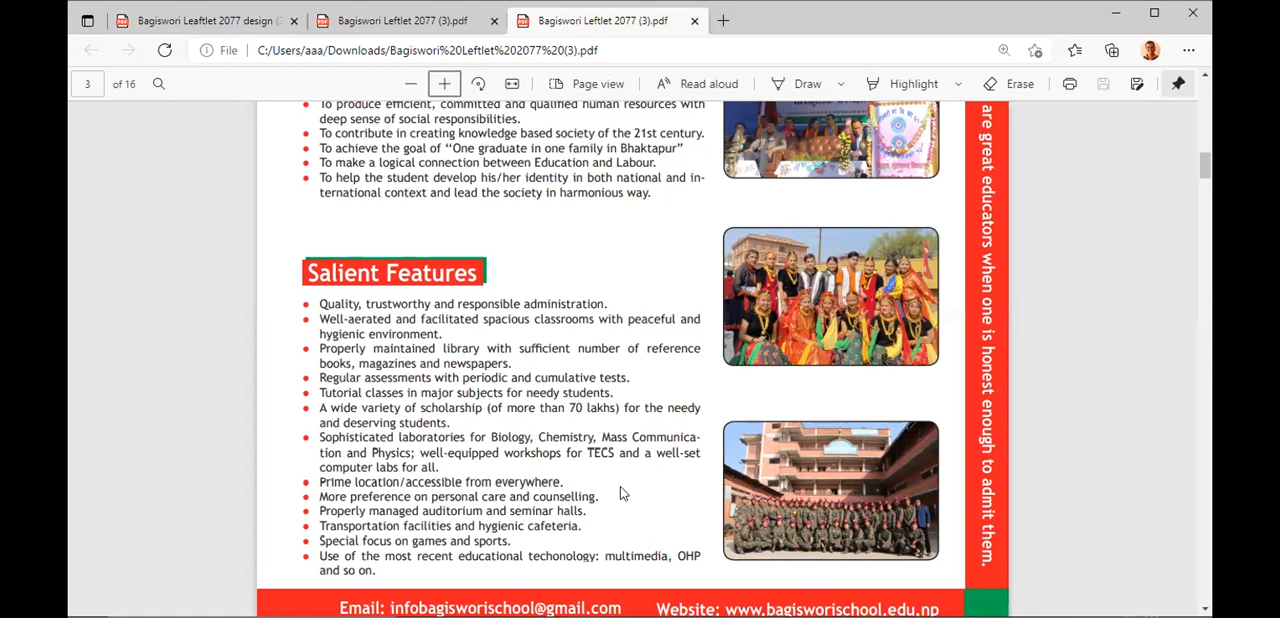 Bagiswori Leaftlet 2077 design (
Bagiswori Leftlet 2077 (3).pdf
Bagiswori Leftlet 2077 (3).pdf
File
C:/Users/aaa/Downloads/Bagiswori%20Leftlet%202077%20(3).pdf
3
of 16
Page view
Read aloud
Draw
Highlight
Erase
To produce efficient, committed and qualified human resources with
deep sense of social responsibilities.
To contribute in creating knowledge based society of the 21st century.
To achieve the goal of “One graduate in one family in Bhaktapur”
To make a logical connection between Education and Labour.
To help the student develop his/her identity in both national and in-
ternational context and lead the society in harmonious way.
Salient Features
Quality, trustworthy and responsible administration.
Well-aerated and facilitated spacious classrooms with peaceful and
hygienic environment.
Properly maintained library with sufficient number of reference
books, magazines and newspapers.
Regular assessments with periodic and cumulative tests.
Tutorial classes in major subjects for needy students.
A wide variety of scholarship (of more than 70 lakhs) for the needy
and deserving students.
Sophisticated laboratories for Biology, Chemistry, Mass Communica-
tion and Physics; well-equipped workshops for TECS and a well-set
computer labs for all.
Prime location/accessible from everywhere.
More preference on personal care and counselling.
Properly managed auditorium and seminar halls.
Transportation facilities and hygienic cafeteria.
Special focus on games and sports.
Use of the most recent educational techonology: multimedia, OHP
and so on.
are great educators when one is honest enough to admit them.
Email: infobagisworischool@gmail.com
Website: www.bagisworischool.edu.np